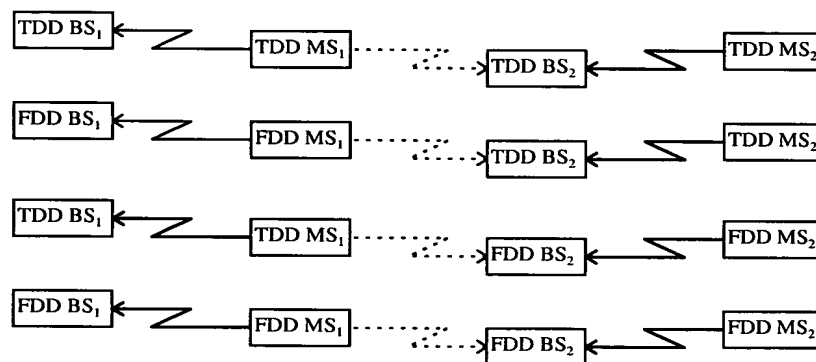 TDD BS₁ TDD MS₁ TDD BS₂ TDD MS₂
FDD BS₁ FDD MS₁ TDD BS₂ TDD MS₂
TDD BS₁ TDD MS₁ FDD BS₂ FDD MS₂
FDD BS₁ FDD MS₁ FDD BS₂ FDD MS₂